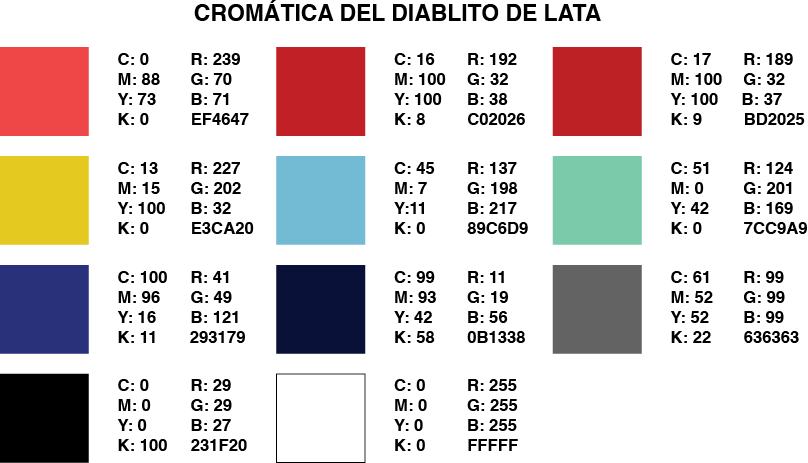 CROMÁTICA DEL DIABLITO DE LATA
C: 0 R: 239
M: 88 G: 70
Y: 73 B: 71
K: 0 EF4647
C: 16 R: 192
M: 100 G: 32
Y: 100 B: 38
K: 8 C02026
C: 17 R: 189
M: 100 G: 32
Y: 100 B: 37
K: 9 BD2025
C: 13 R: 227
M: 15 G: 202
Y: 100 B: 32
K: 0 E3CA20
C: 45 R: 137
M: 7 G: 198
Y:11 B: 217
K: 0 89C6D9
C: 51 R: 124
M: 0 G: 201
Y: 42 B: 169
K: 0 7CC9A9
C: 100 R: 41
M: 96 G: 49
Y: 16 B: 121
K: 11 293179
C: 99 R: 11
M: 93 G: 19
Y: 42 B: 56
K: 58 0B1338
C: 61 R: 99
M: 52 G: 99
Y: 52 B: 99
K: 22 636363
C: 0 R: 29
M: 0 G: 29
Y: 0 B: 27
K: 100 231F20
C: 0 R: 255
M: 0 G: 255
Y: 0 B: 255
K: 0 FFFFF